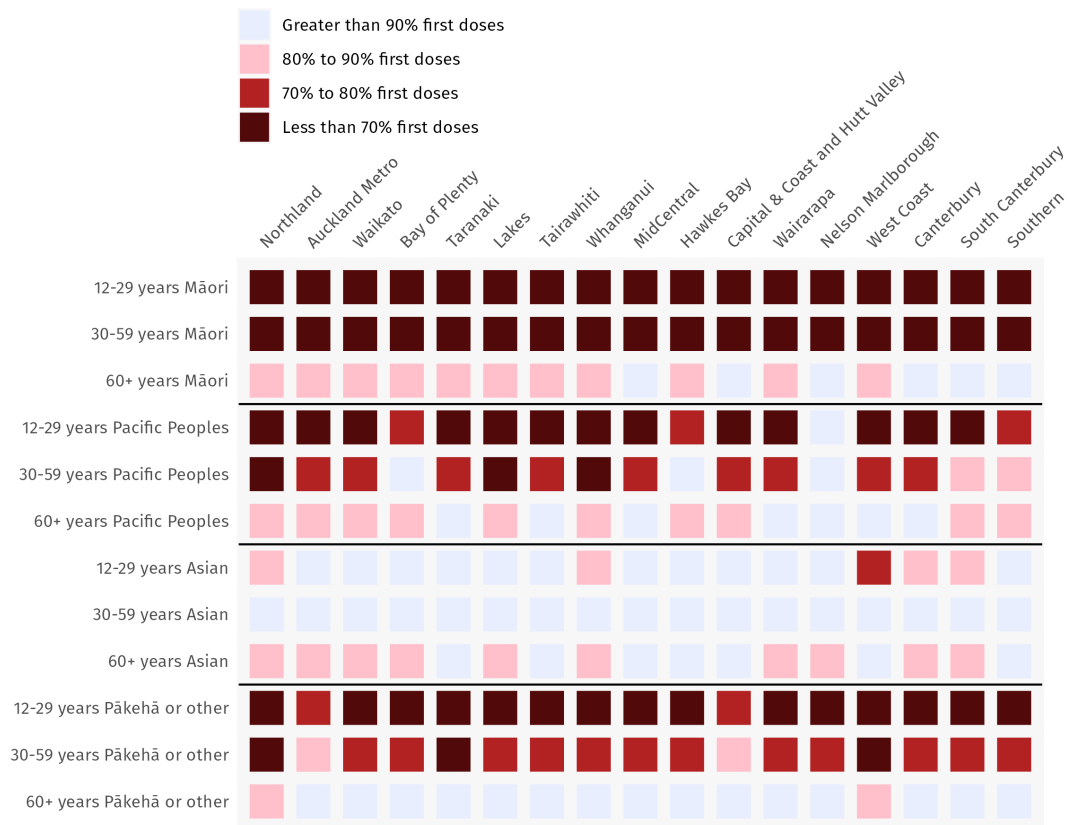 Greater than 90% first doses
80% to 90% first doses
70% to 80% first doses
Less than 70% first doses
Northland
Auckland Metro
Waikato
Bay of Plenty
Taranaki
Lakes
Tairawhiti
Whanganui
MidCentral
Hawkes Bay
Capital & Coast and Hutt Valley
Wairarapa
Nelson Marlborough
West Coast
Canterbury
South Canterbury
Southern
12-29 years Māori
30-59 years Māori
60+ years Māori
12-29 years Pacific Peoples
30-59 years Pacific Peoples
60+ years Pacific Peoples
12-29 years Asian
30-59 years Asian
60+ years Asian
12-29 years Pākehā or other
30-59 years Pākehā or other
60+ years Pākehā or other